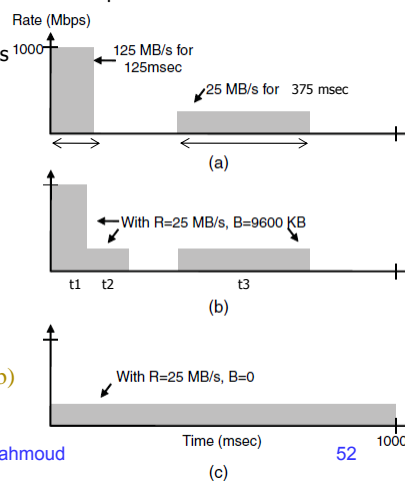 Rate (Mbps)
s 1000
125 MB/s for
125msec
25 MB/s for 375 msec
(a)
With R=25 MB/s, B=9600 KB
t1 t2 t3
(b)
b)
With R=25 MB/s, B=0
Time (msec) 1000
ahmoud 52
(c)